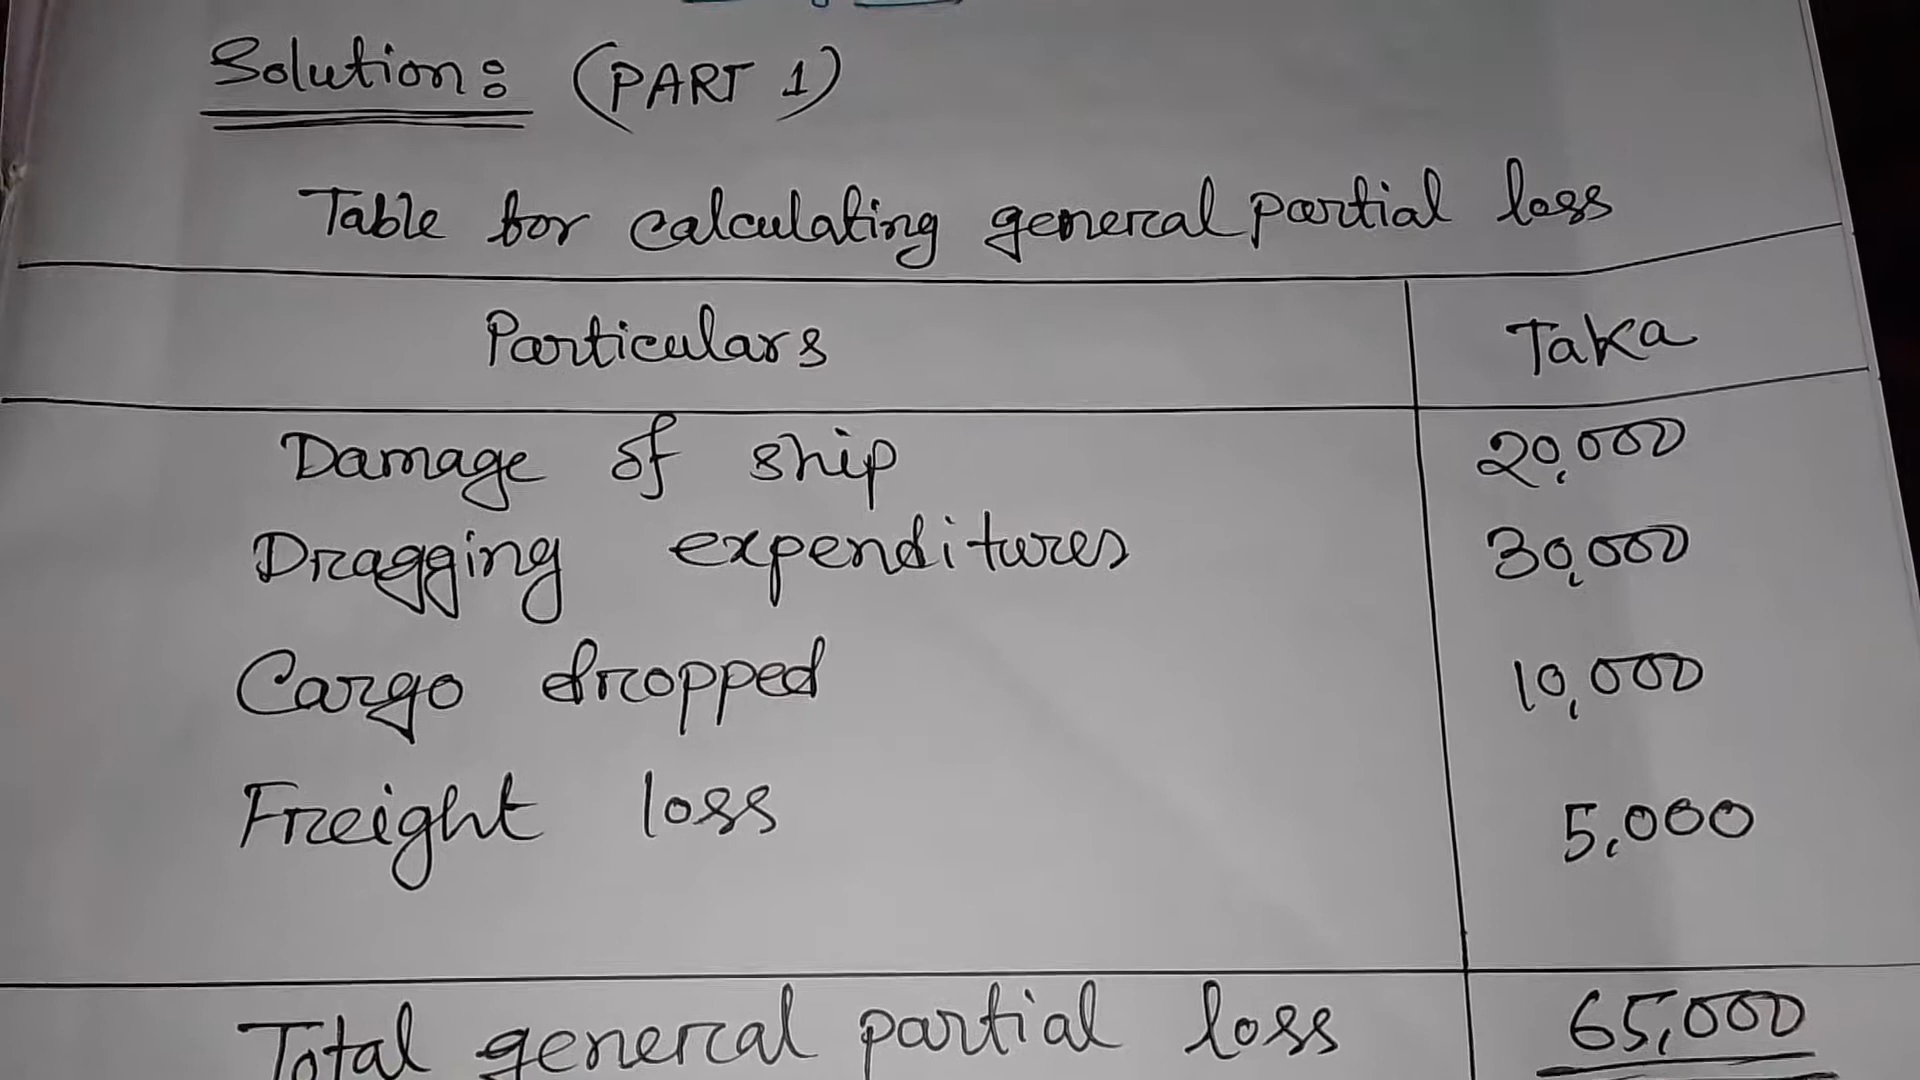 Solution: (PART 1)
Table for calculating general partial loss
Particulars Taka
Damage of ship 20,000
Dragging expenditures 30,000
Cargo dropped 10,000
Freight loss 5,000
Total general partial loss 65,000